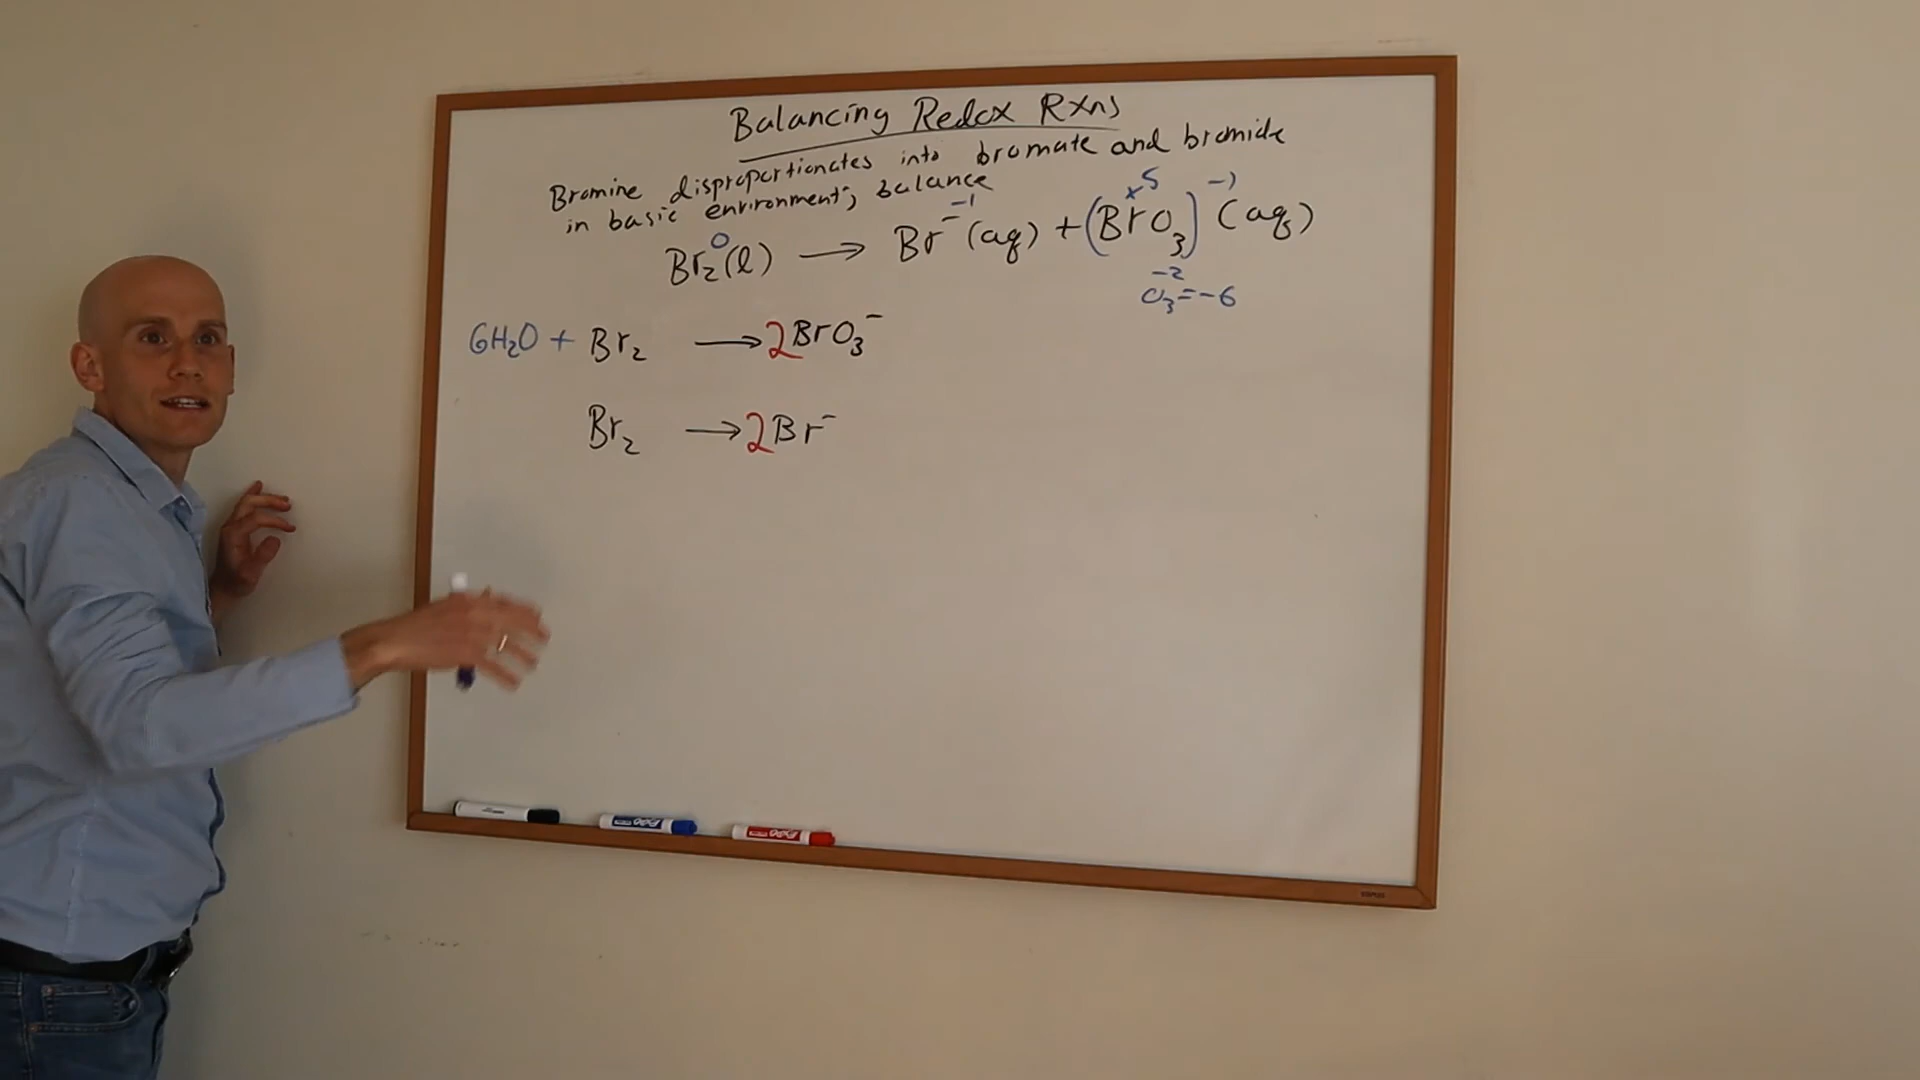 Balancing Redox Rxns
Bromine disproportionates into bromate and bromide
in basic environment; balance
0 -1 +5 -1
Br₂(l) → Br⁻(aq) + (BrO₃)⁻¹(aq)
-2
O₃=-6
6H₂O + Br₂ → 2BrO₃⁻
Br₂ → 2Br⁻